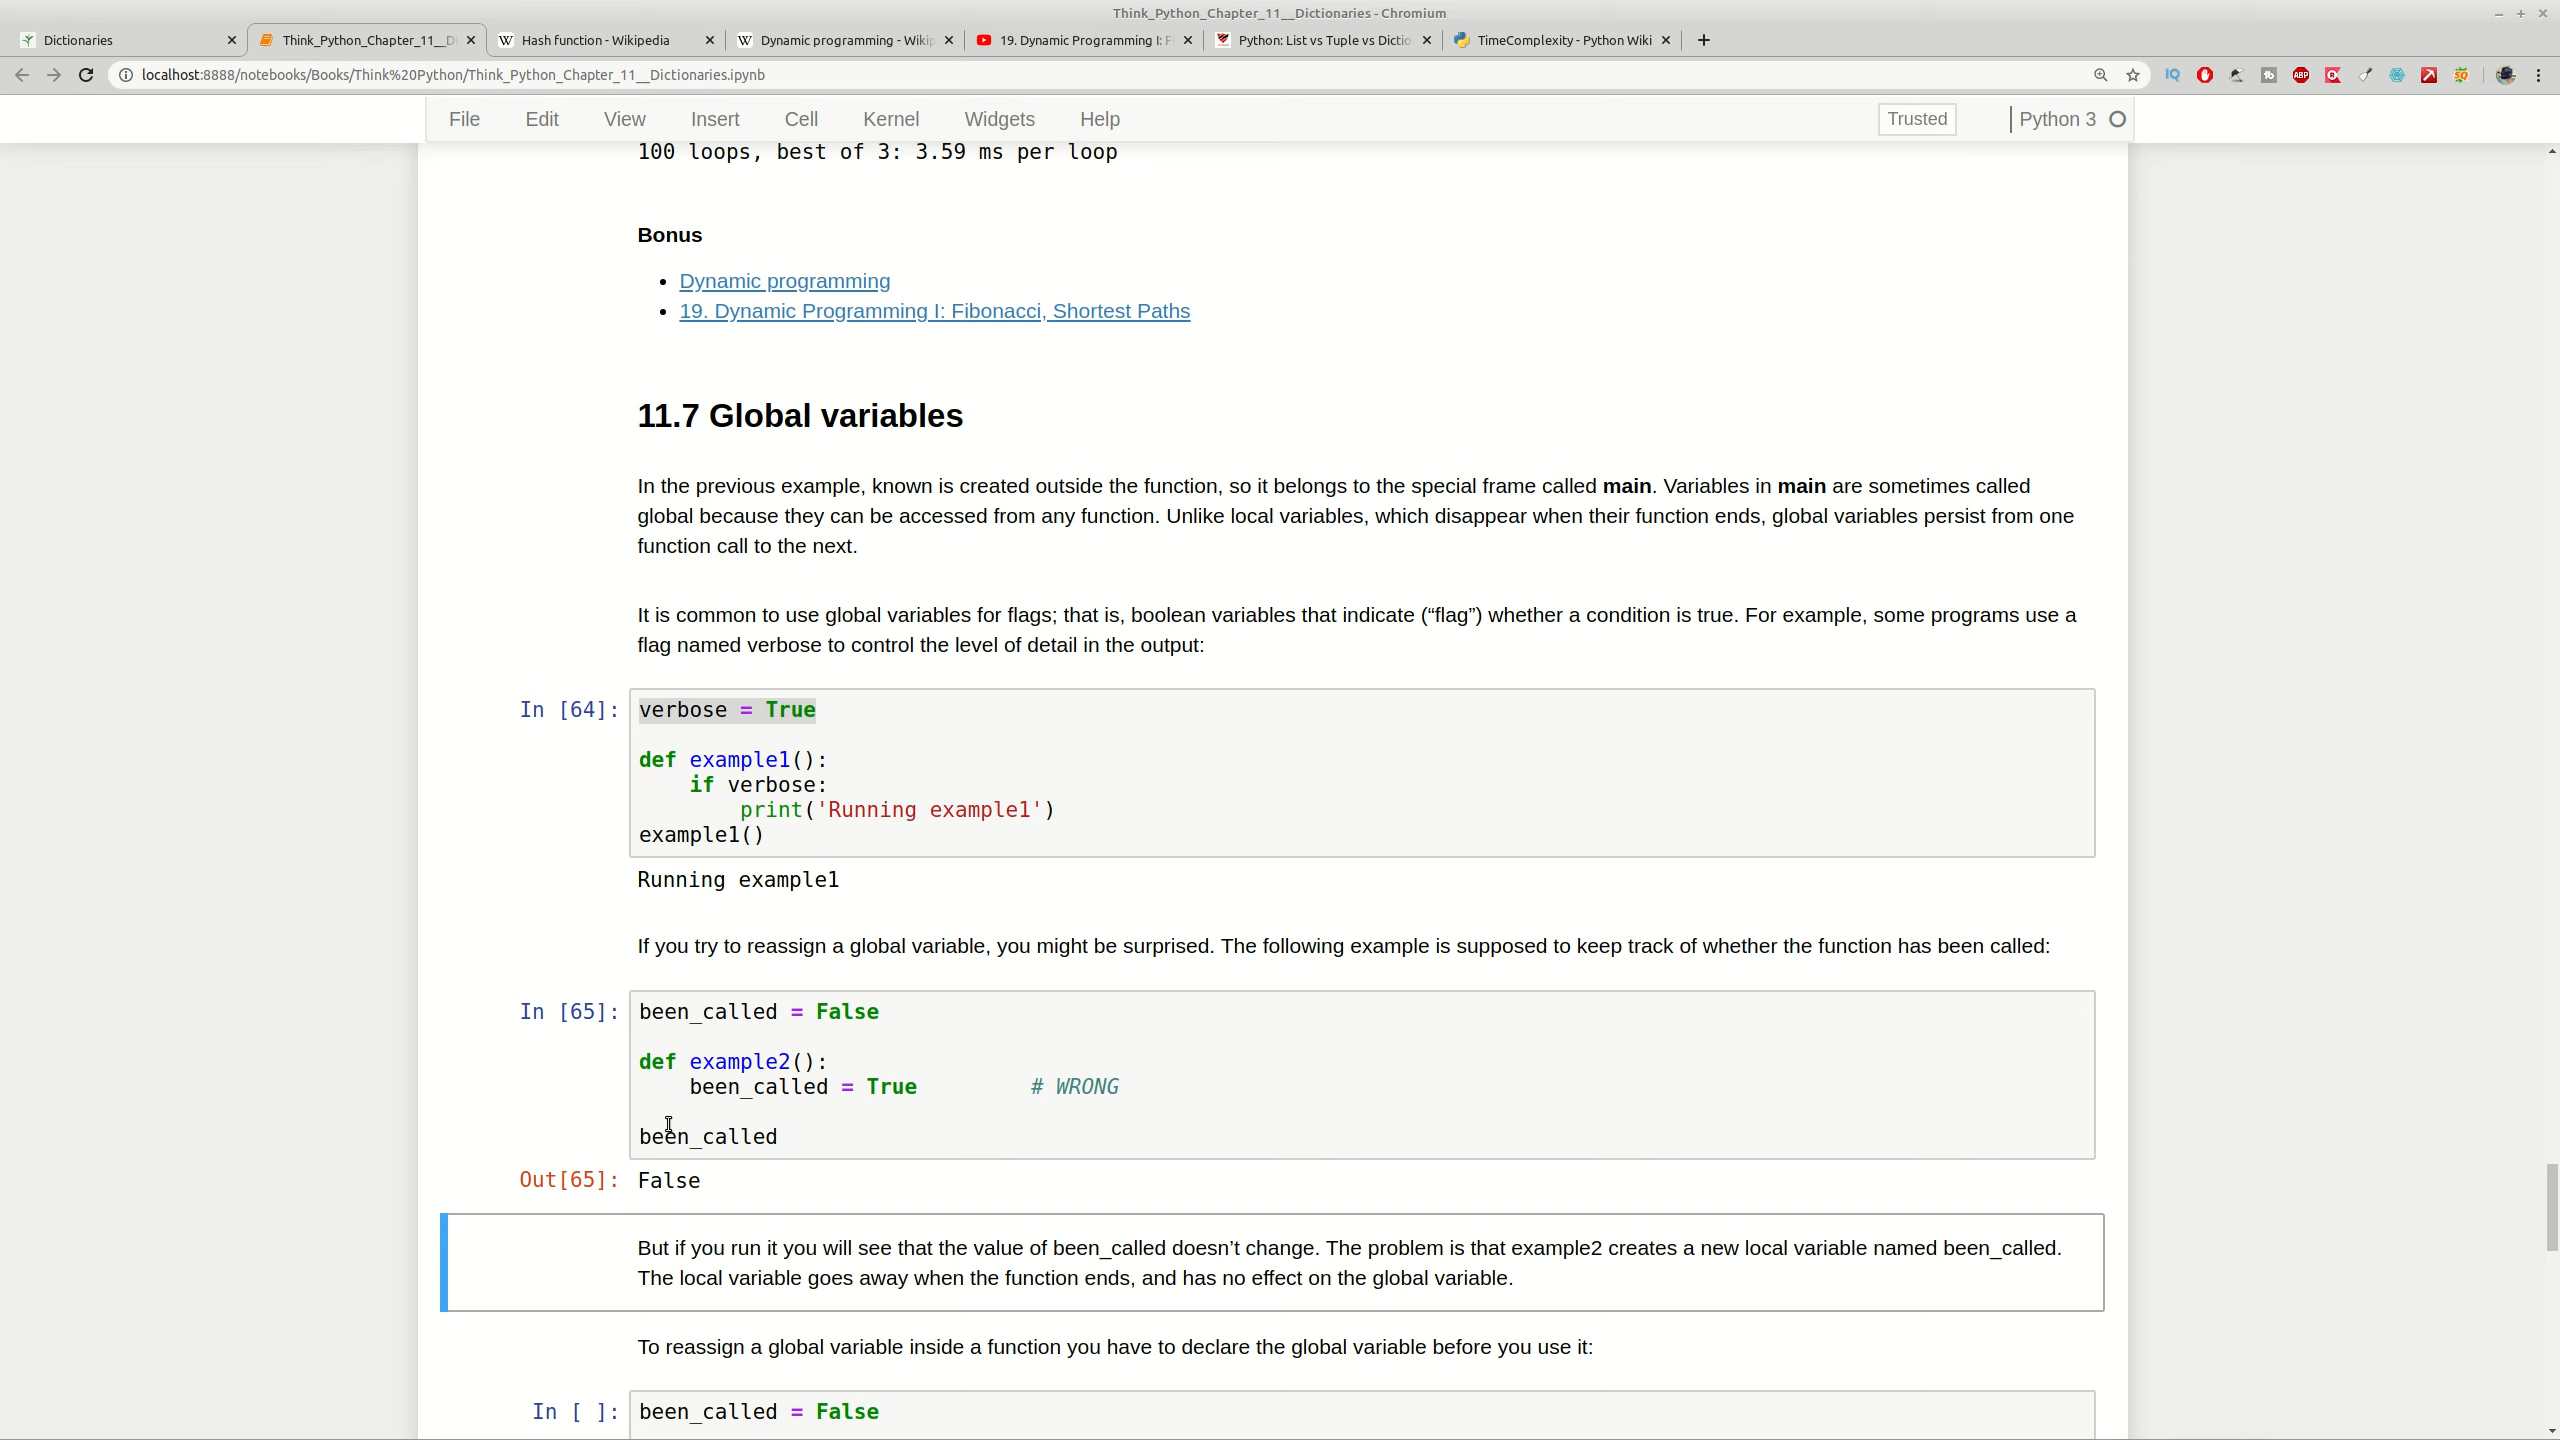 Think_Python_Chapter_11__Dictionaries - Chromium
Dictionaries
Think_Python_Chapter_11__D
Hash function - Wikipedia
Dynamic programming - Wikip
19. Dynamic Programming I: F
Python: List vs Tuple vs Dictio
TimeComplexity - Python Wiki
localhost:8888/notebooks/Books/Think%20Python/Think_Python_Chapter_11__Dictionaries.ipynb
File Edit View Insert Cell Kernel Widgets Help Trusted Python 3
100 loops, best of 3: 3.59 ms per loop
Bonus
Dynamic programming
19. Dynamic Programming I: Fibonacci, Shortest Paths
11.7 Global variables
In the previous example, known is created outside the function, so it belongs to the special frame called main. Variables in main are sometimes called
global because they can be accessed from any function. Unlike local variables, which disappear when their function ends, global variables persist from one
function call to the next.
It is common to use global variables for flags; that is, boolean variables that indicate (“flag”) whether a condition is true. For example, some programs use a
flag named verbose to control the level of detail in the output:
In [64]: verbose = True
def example1():
if verbose:
print('Running example1')
example1()
Running example1
If you try to reassign a global variable, you might be surprised. The following example is supposed to keep track of whether the function has been called:
In [65]: been_called = False
def example2():
been_called = True # WRONG
been_called
Out[65]: False
But if you run it you will see that the value of been_called doesn’t change. The problem is that example2 creates a new local variable named been_called.
The local variable goes away when the function ends, and has no effect on the global variable.
To reassign a global variable inside a function you have to declare the global variable before you use it:
In [ ]: been_called = False